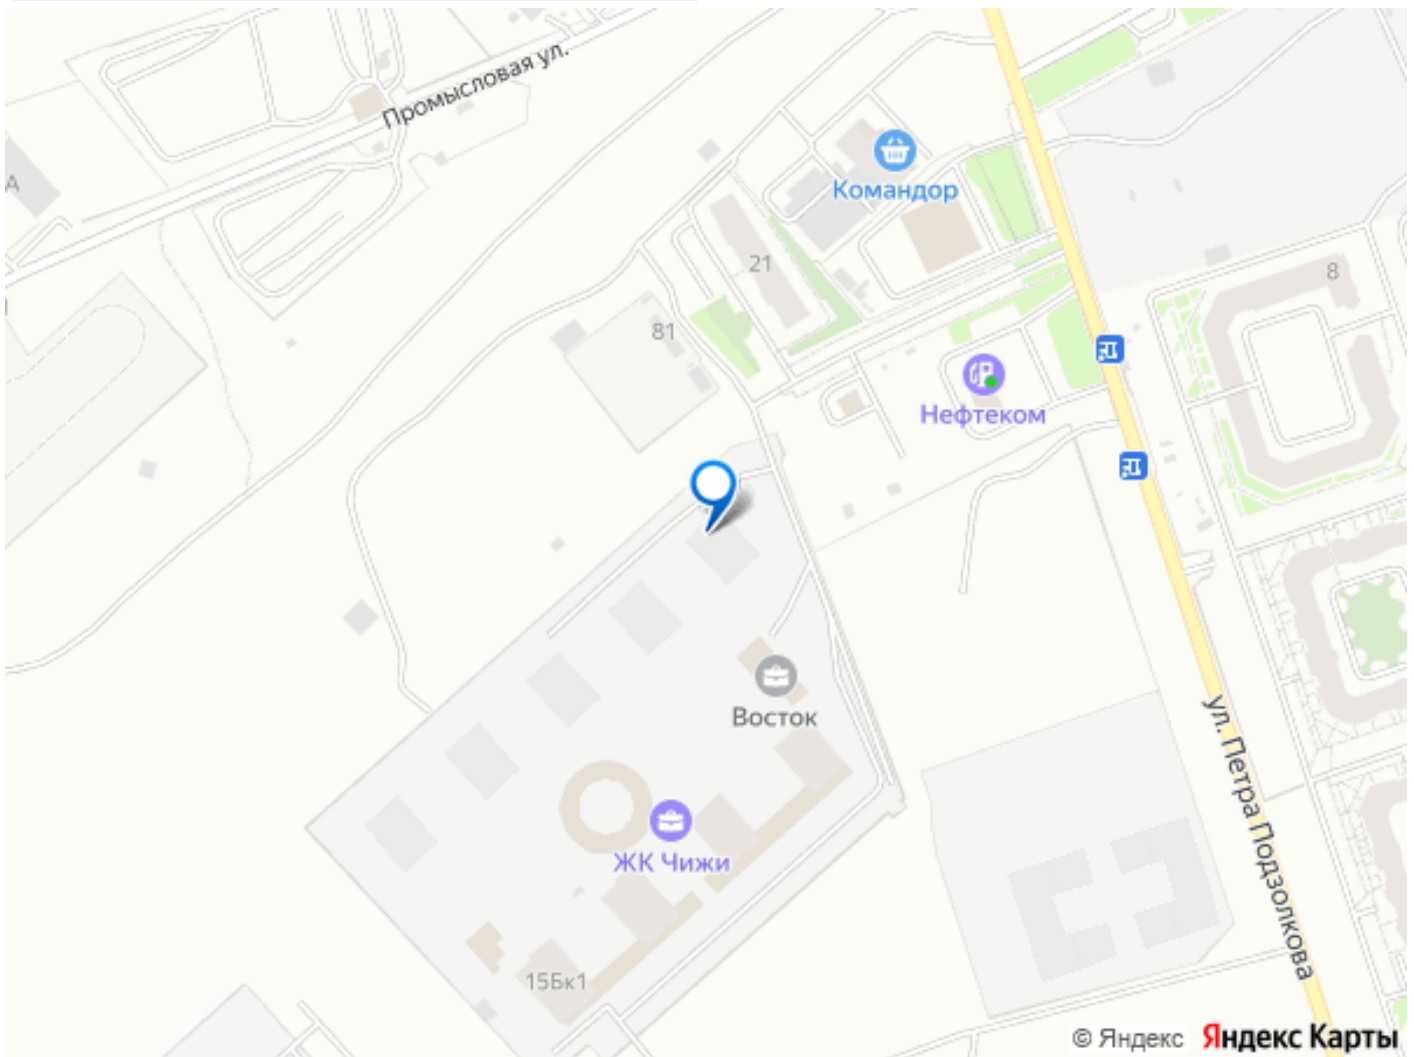 Промысловая ул.
А
Командор
21
8
81
Нефтеком
Восток
ул. Петра Подзолкова
ЖК Чижи
15Бк1
© Яндекс Яндекс Карты